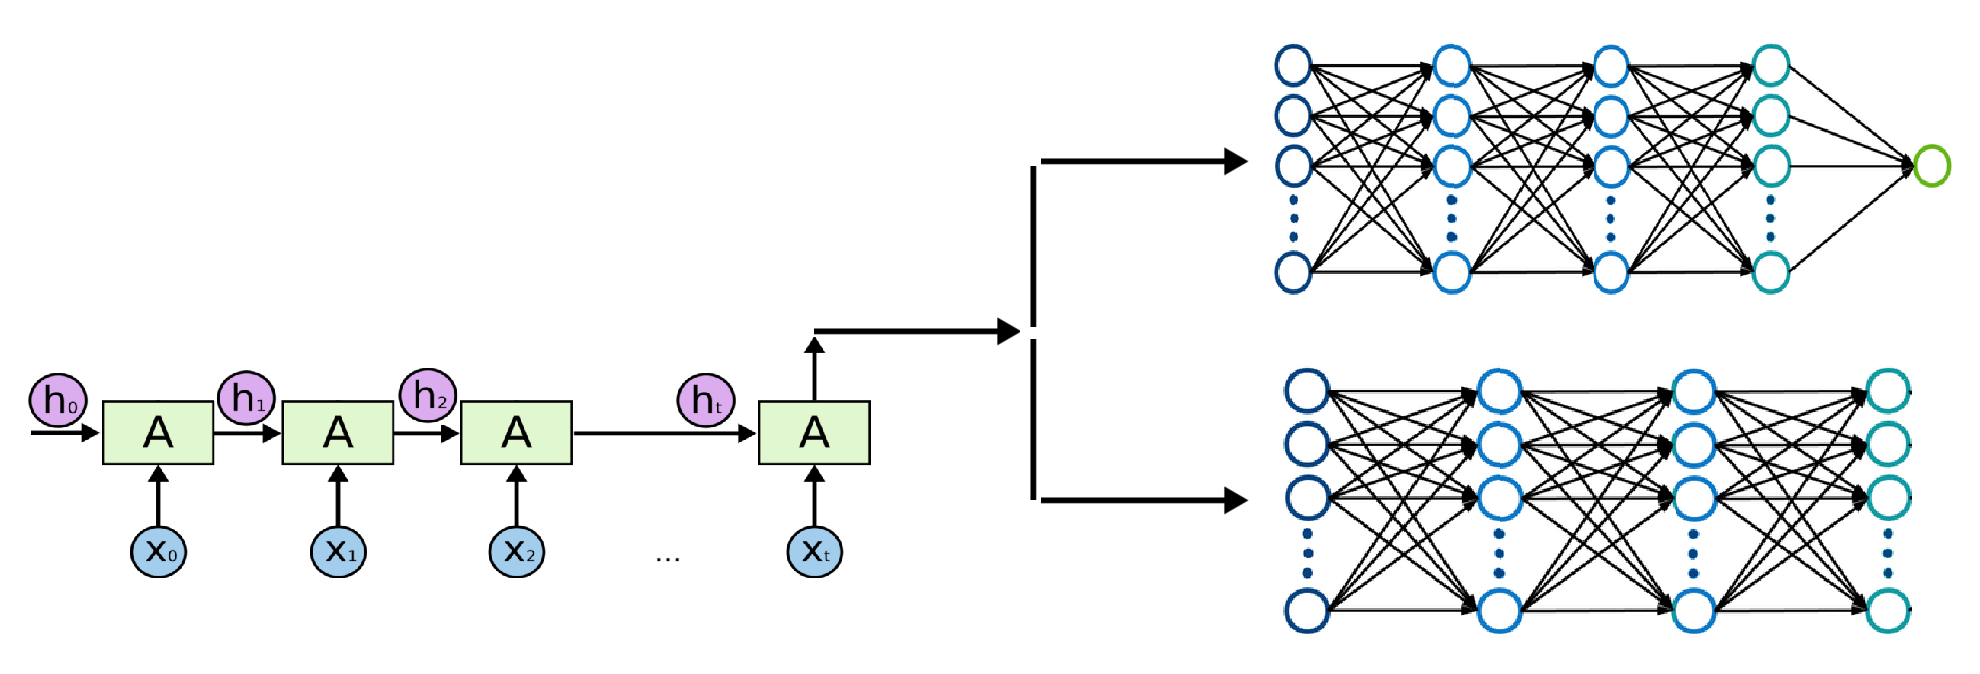 h₀ h₁ h₂ hₜ
A A A A
x₀ x₁ x₂ ... xₜ